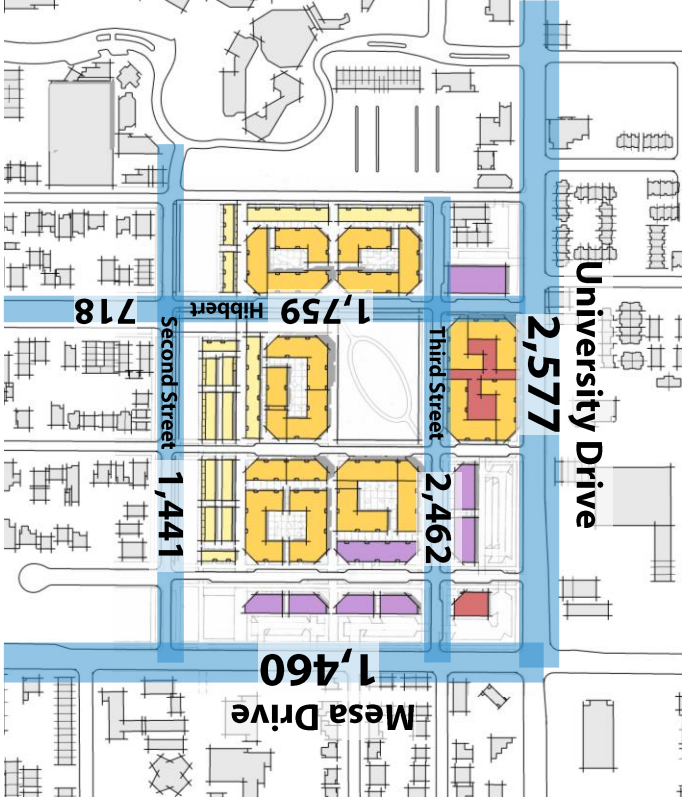 718
Hibbert
1,759
Second Street
1,441
Third Street
2,462
University Drive
2,577
1,460
Mesa Drive